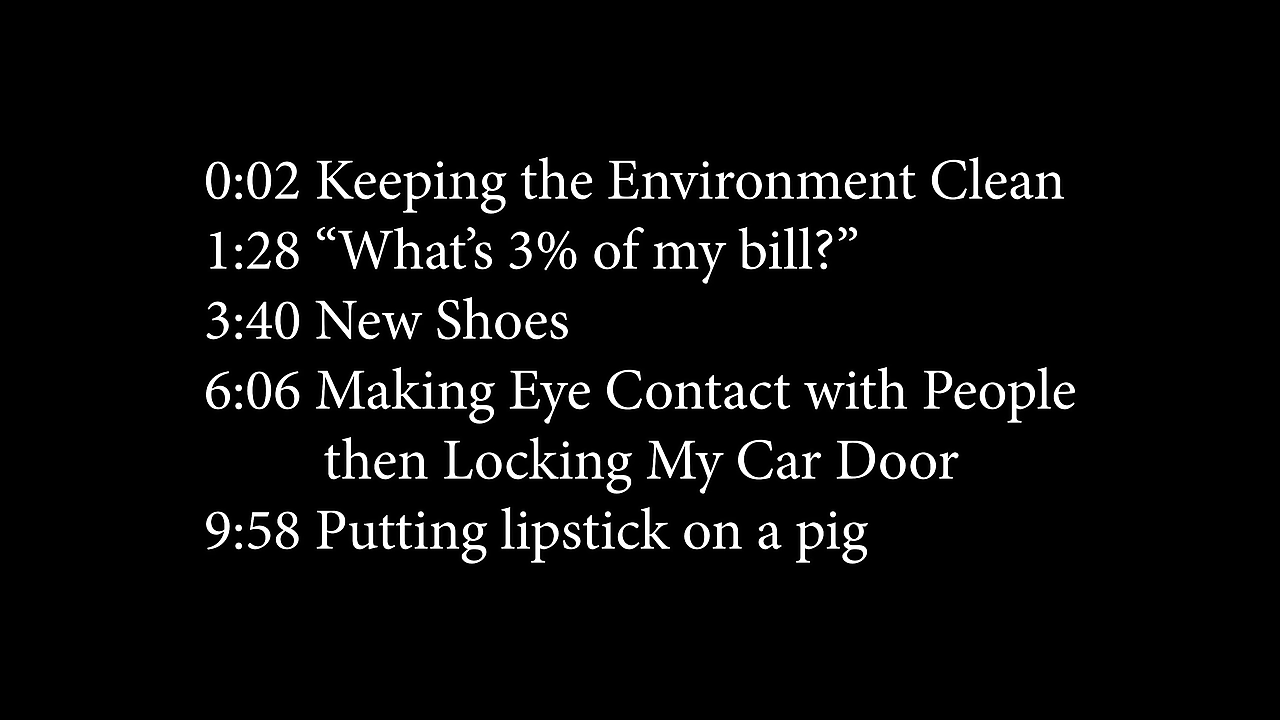 0:02 Keeping the Environment Clean
1:28 “What’s 3% of my bill?”
3:40 New Shoes
6:06 Making Eye Contact with People
then Locking My Car Door
9:58 Putting lipstick on a pig